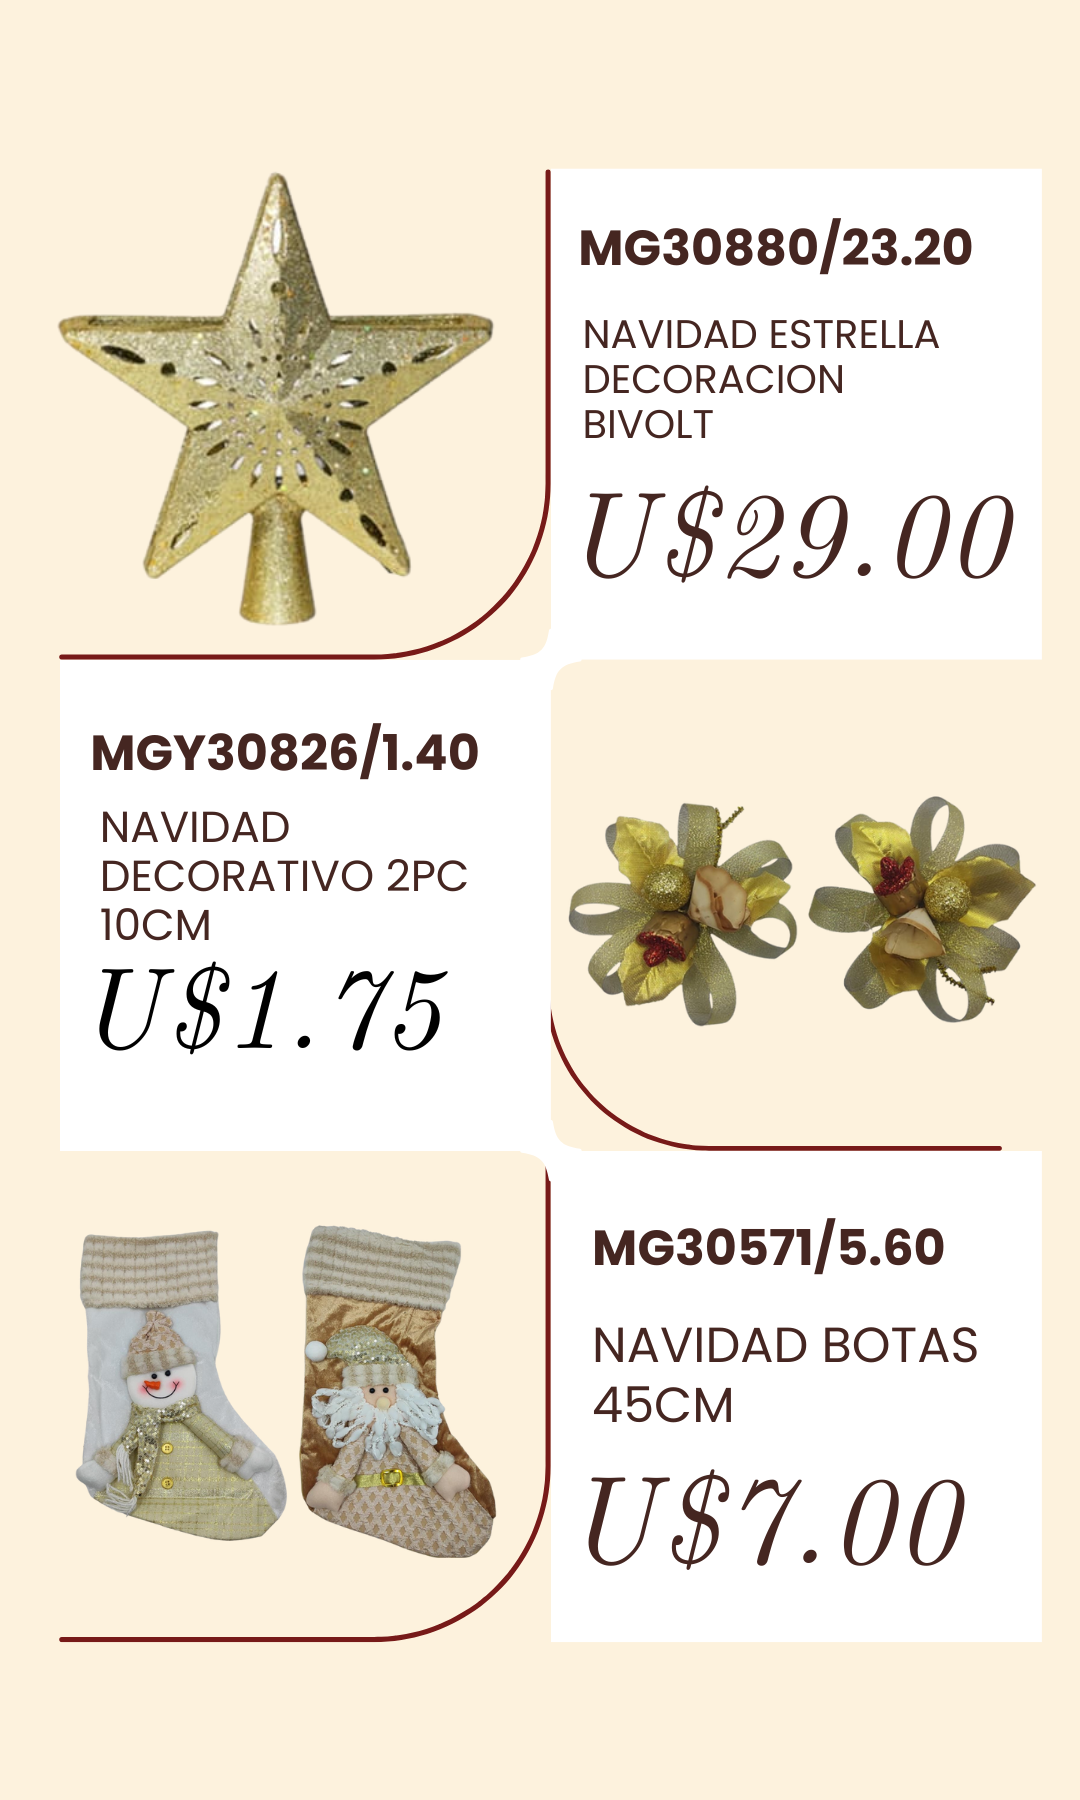 MG30880/23.20
NAVIDAD ESTRELLA
DECORACION
BIVOLT
U$29.00
MGY30826/1.40
NAVIDAD
DECORATIVO 2PC
10CM
U$1.75
MG30571/5.60
NAVIDAD BOTAS
45CM
U$7.00